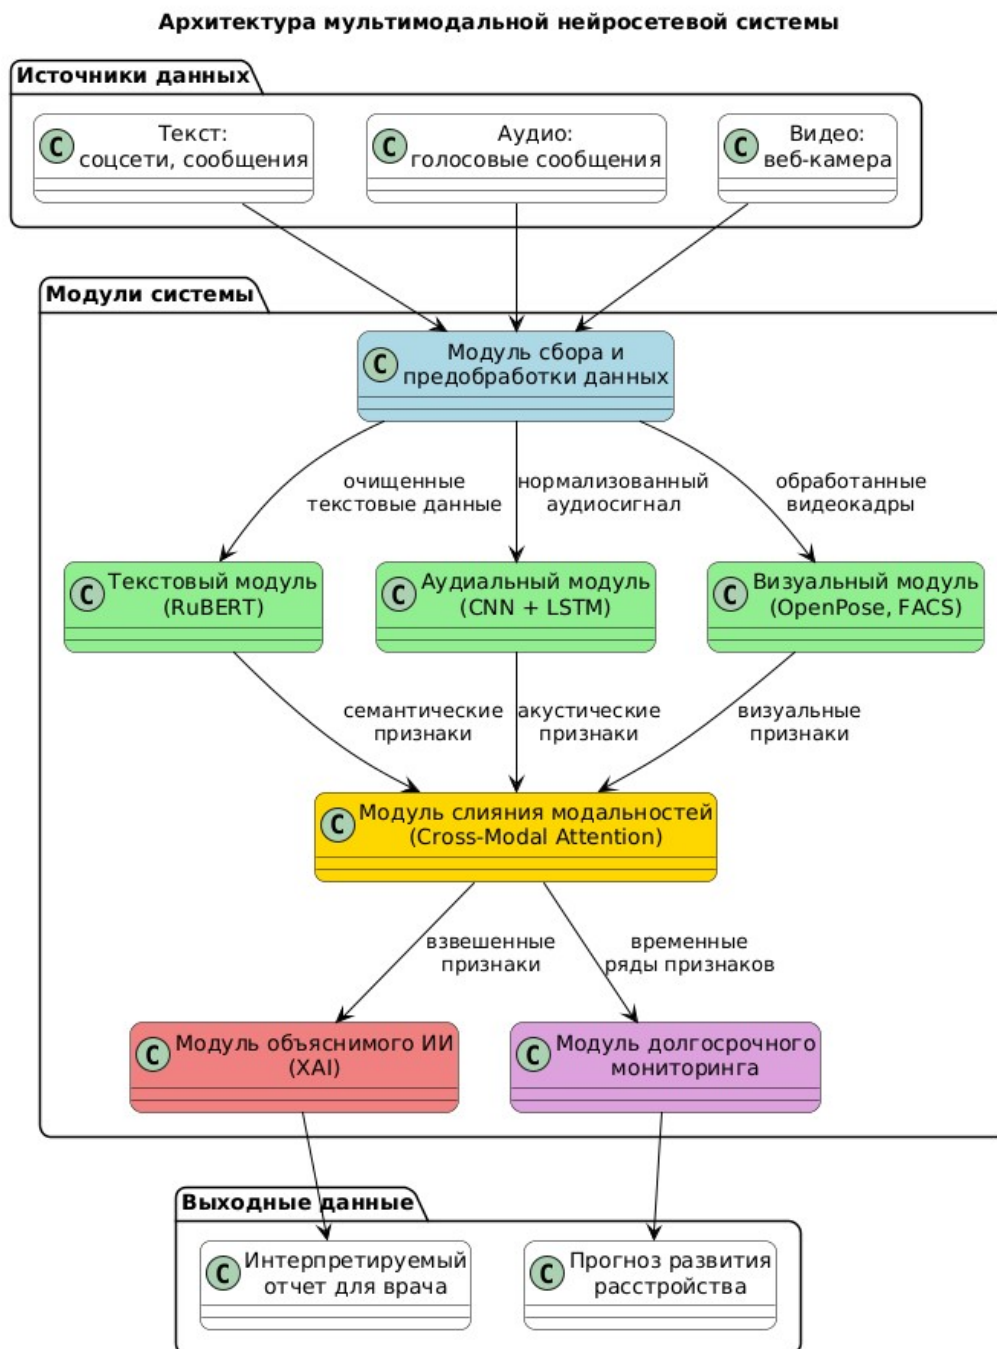 Архитектура мультимодальной нейросетевой системы
Источники данных
C
Текст:
соцсети, сообщения
C
Аудио:
голосовые сообщения
C
Видео:
веб-камера
Модули системы
C
Модуль сбора и
предобработки данных
очищенные
текстовые данные
нормализованный
аудиосигнал
обработанные
видеокадры
C
Текстовый модуль
(RuBERT)
C
Аудиальный модуль
(CNN + LSTM)
C
Визуальный модуль
(OpenPose, FACS)
семантические
признаки
акустические
признаки
визуальные
признаки
C
Модуль слияния модальностей
(Cross-Modal Attention)
взвешенные
признаки
временные
ряды признаков
C
Модуль объяснимого ИИ
(XAI)
C
Модуль долгосрочного
мониторинга
Выходные данные
C
Интерпретируемый
отчет для врача
C
Прогноз развития
расстройства